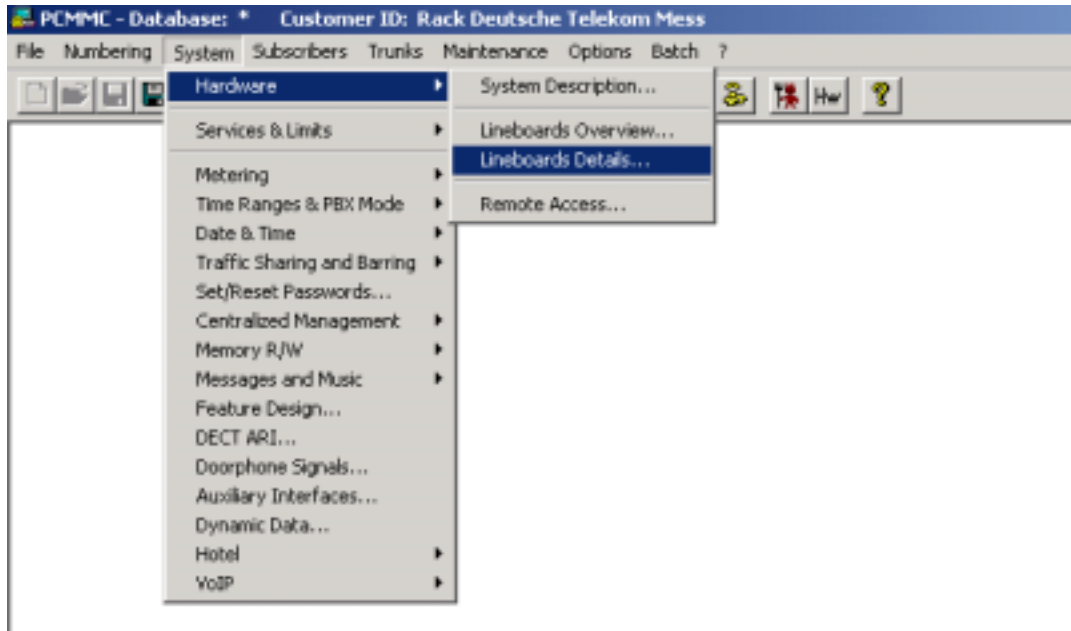 PCMMC - Database: * Customer ID: Rack Deutsche Telekom Mess
File Numbering System Subscribers Trunks Maintenance Options Batch ?
Hw
Hardware
Services & Limits
Metering
Time Ranges & PBX Mode
Date & Time
Traffic Sharing and Barring
Set/Reset Passwords...
Centralized Management
Memory R/W
Messages and Music
Feature Design...
DECT ARI...
Doorphone Signals...
Auxiliary Interfaces...
Dynamic Data...
Hotel
VoIP
System Description...
Lineboards Overview...
Lineboards Details...
Remote Access...